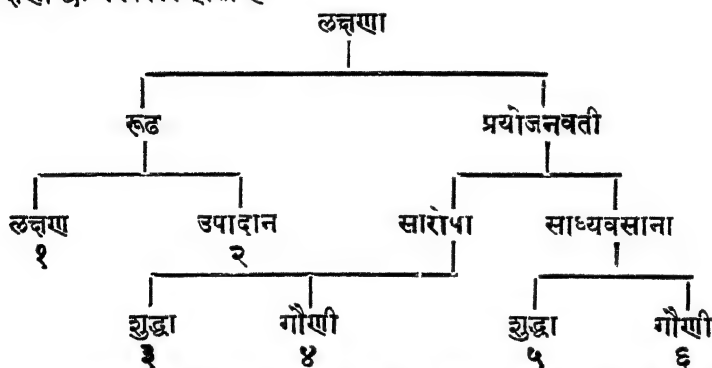 लक्षणा
रूढ प्रयोजनवती
लक्षण उपादान सारोपा साध्यवसाना
१ २
शुद्धा गौणी शुद्धा गौणी
३ ४ ५ ६